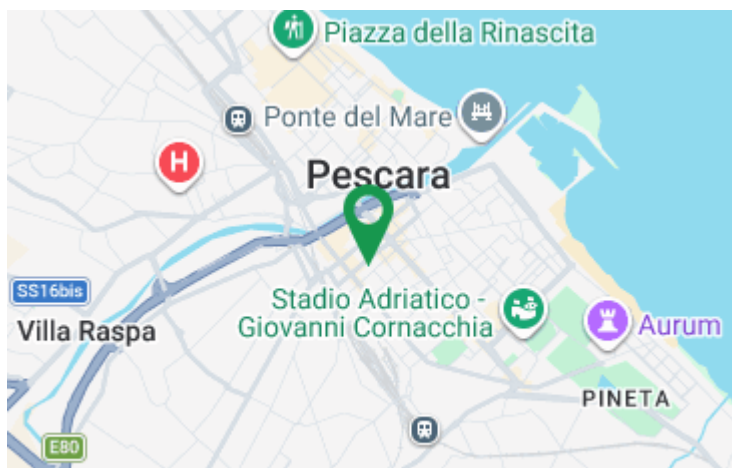 Piazza della Rinascita
Ponte del Mare
H
Pescara
SS16bis
Stadio Adriatico -
Giovanni Cornacchia
Villa Raspa
Aurum
PINETA
E80